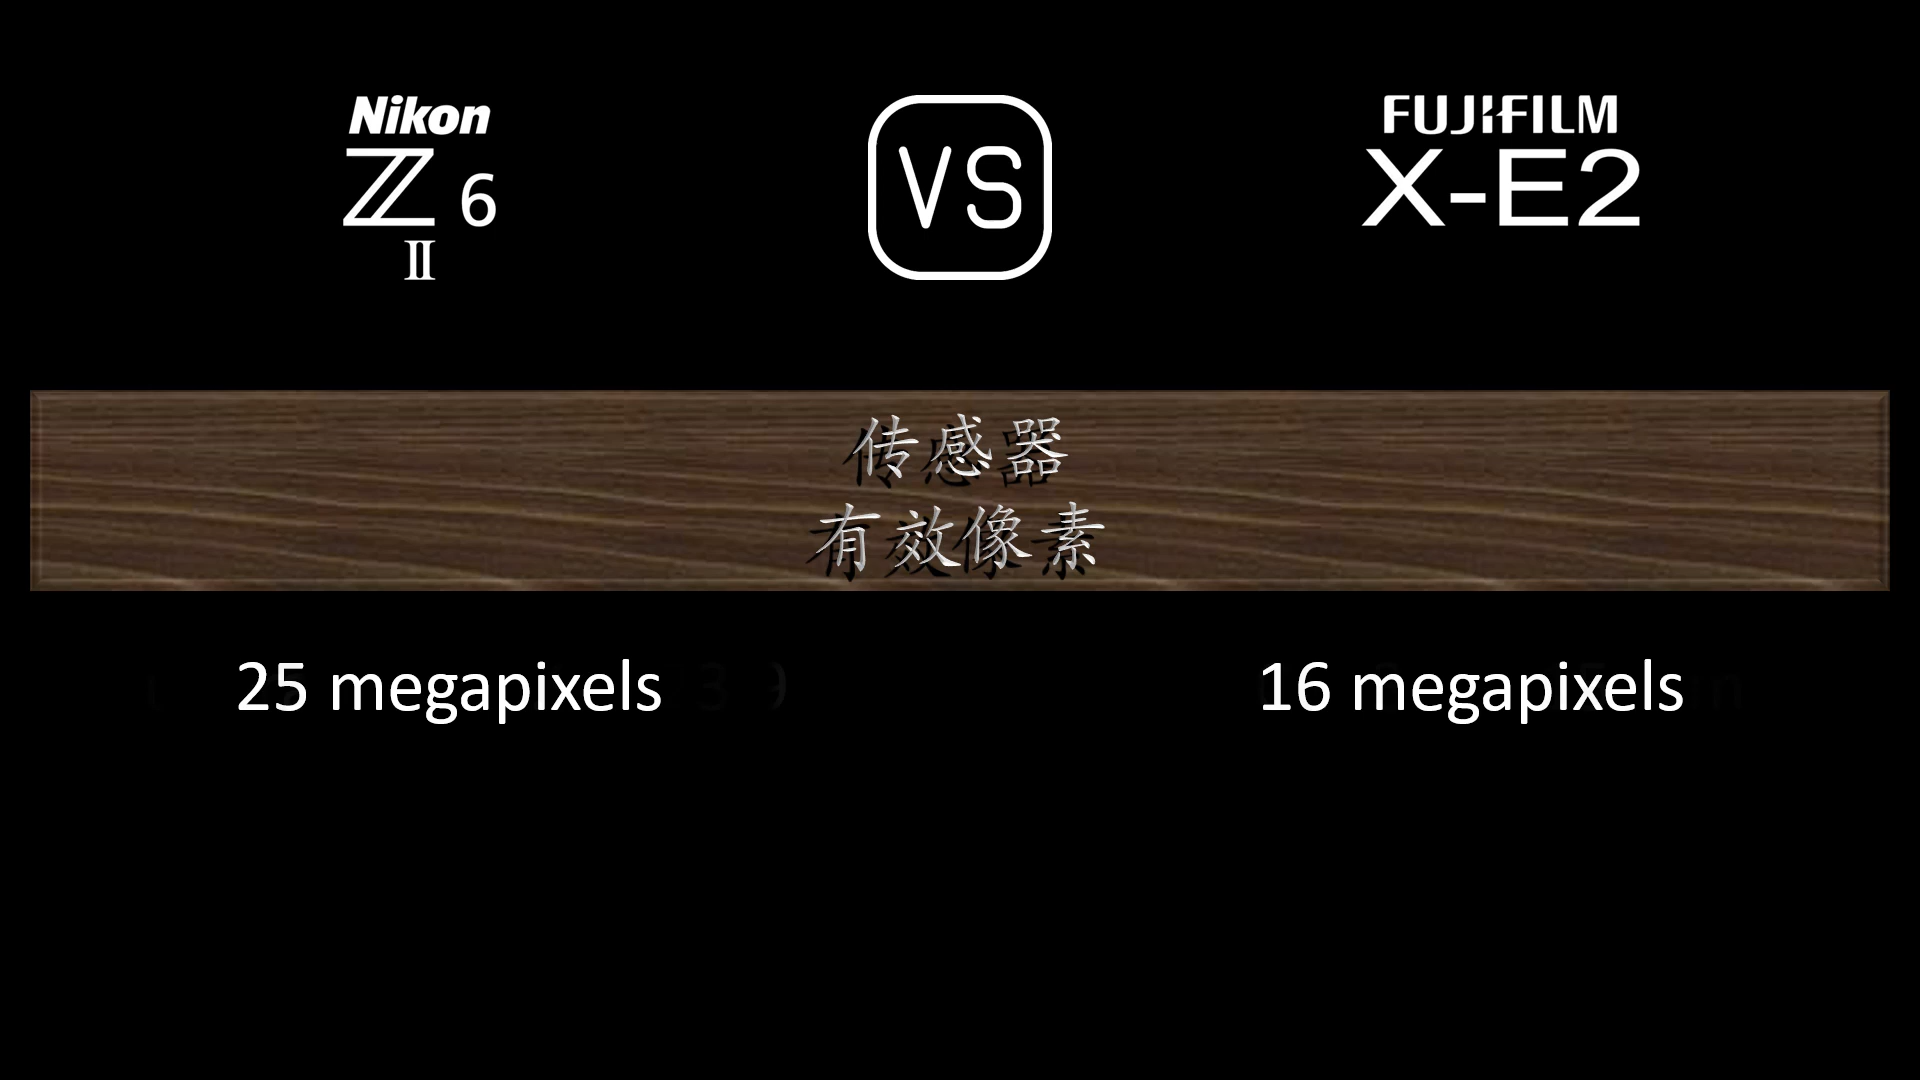 Nikon
Z 6
II
VS
FUJIFILM
X-E2
传感器
有效像素
25 megapixels
16 megapixels